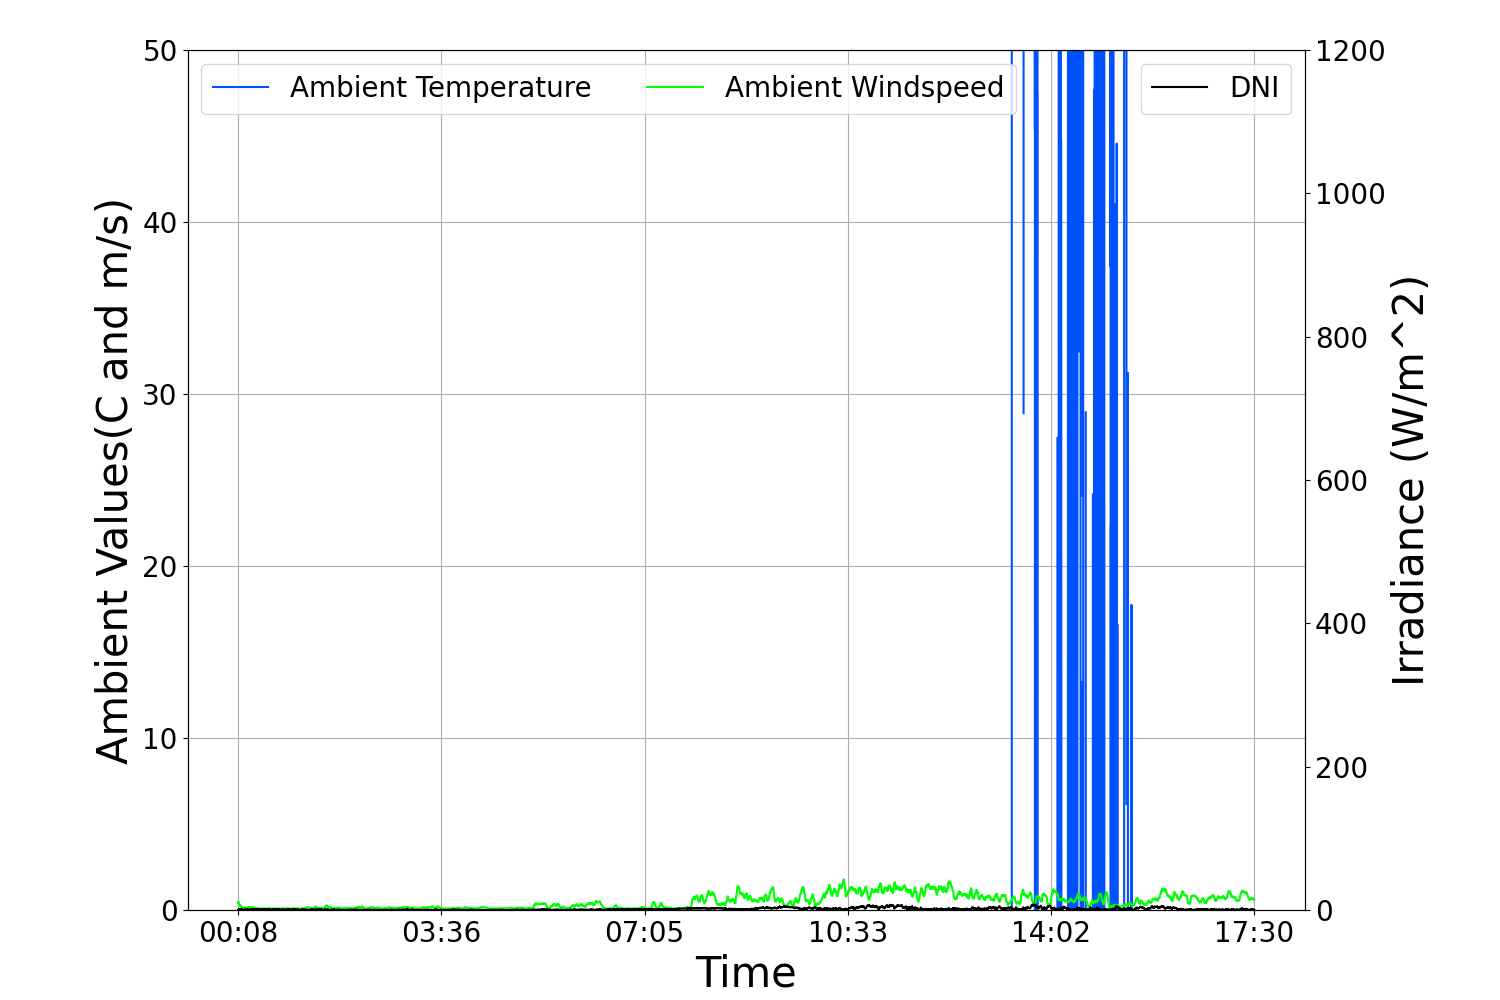 Ambient Temperature
Ambient Windspeed
DNI
Ambient Values(C and m/s)
50
40
30
20
10
0
1200
1000
800
600
400
200
0
Irradiance (W/m^2)
00:08 03:36 07:05 10:33 14:02 17:30
Time